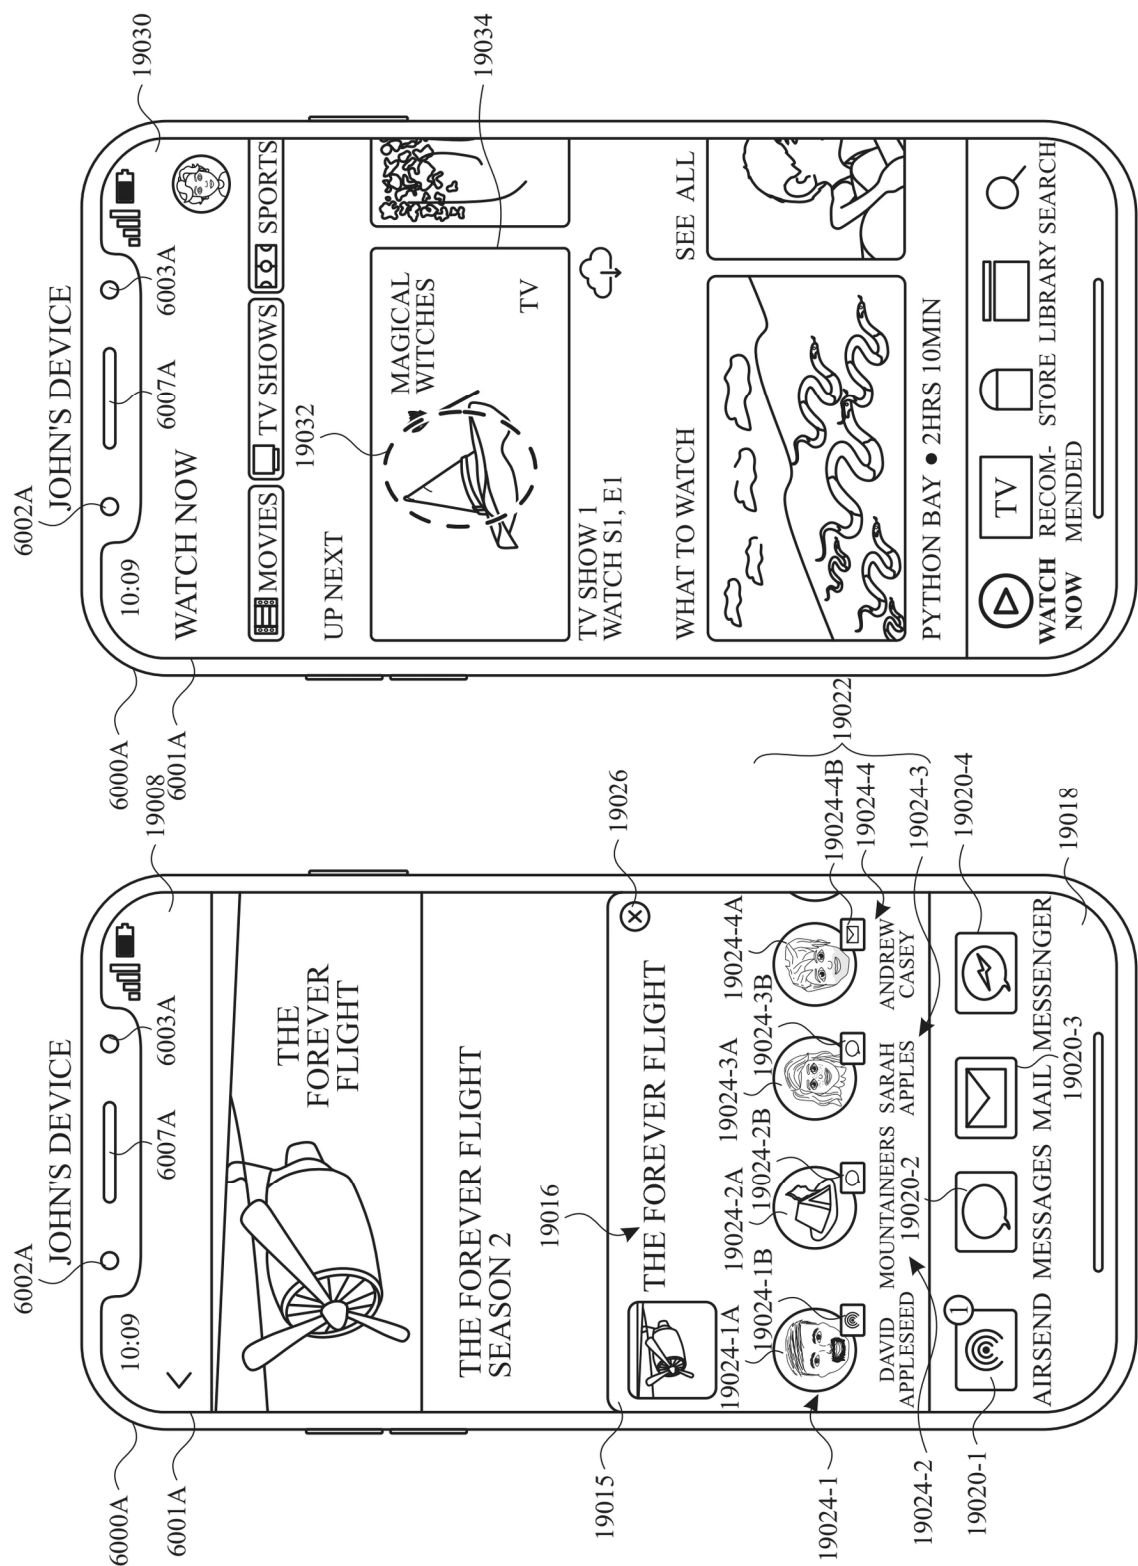 6002A
JOHN'S DEVICE
6000A
10:09
6007A
6003A
6001A
19008
THE
FOREVER
FLIGHT
THE FOREVER FLIGHT
SEASON 2
19016
19015
19026
THE FOREVER FLIGHT
19024-1A
19024-1B
19024-2A
19024-2B
19024-3A
19024-3B
19024-4A
19022
19024-4B
19024-4
19024-3
19024-1
DAVID
APPLESEED
MOUNTAINEERS
SARAH
APPLES
ANDREW
CASEY
19020-2
19024-2
19020-4
19020-1
1
AIRSEND
MESSAGES
MAIL
MESSENGER
19020-3
19018
6002A
JOHN'S DEVICE
6000A
10:09
6007A
6003A
19030
6001A
WATCH NOW
MOVIES
TV SHOWS
SPORTS
19032
UP NEXT
MAGICAL
WITCHES
TV
19034
TV SHOW 1
WATCH S1, E1
WHAT TO WATCH
SEE ALL
PYTHON BAY ● 2HRS 10MIN
TV
WATCH
NOW
RECOM-
MENDED
STORE
LIBRARY
SEARCH